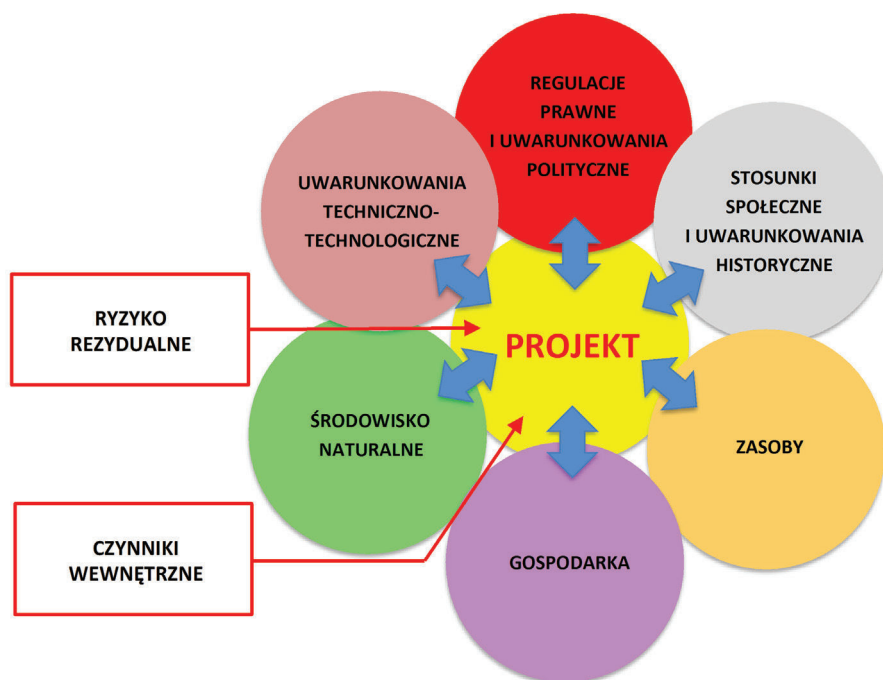 REGULACJE
PRAWNE
I UWARUNKOWANIA
POLITYCZNE
UWARUNKOWANIA
TECHNICZNO-
TECHNOLOGICZNE
STOSUNKI
SPOŁECZNE
I UWARUNKOWANIA
HISTORYCZNE
RYZYKO
REZYDUALNE
PROJEKT
ŚRODOWISKO
NATURALNE
ZASOBY
CZYNNIKI
WEWNĘTRZNE
GOSPODARKA